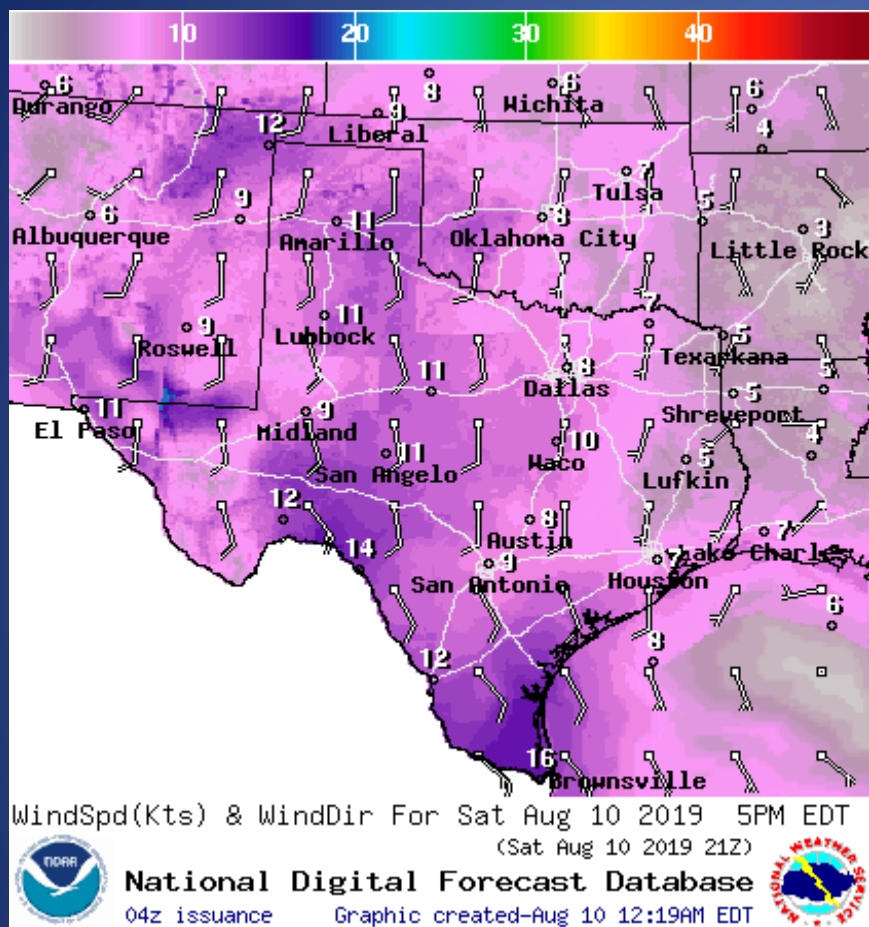 10 20 30 40
6 8 6 6
Durango Wichita
9 4
Liberal
12
7
Tulsa
6 9 11 8 5 3
Albuquerque Amarillo Oklahoma City Little Rock
11 7
9 Lubbock 5
Roswell Texarkana
8 5
11 Dallas 5
11 9 Shreveport
El Paso Midland
11 10 4
San Angelo Waco 5
Lufkin
12 8 7
Austin Lake Charles
14 9 7
San Antonio Houston
6
8
12
16
Brownsville
WindSpd(Kts) & WindDir For Sat Aug 10 2019 5PM EDT
(Sat Aug 10 2019 21Z)
NOAA
National Digital Forecast Database
04z issuance Graphic created-Aug 10 12:19AM EDT
NATIONAL WEATHER SERVICE